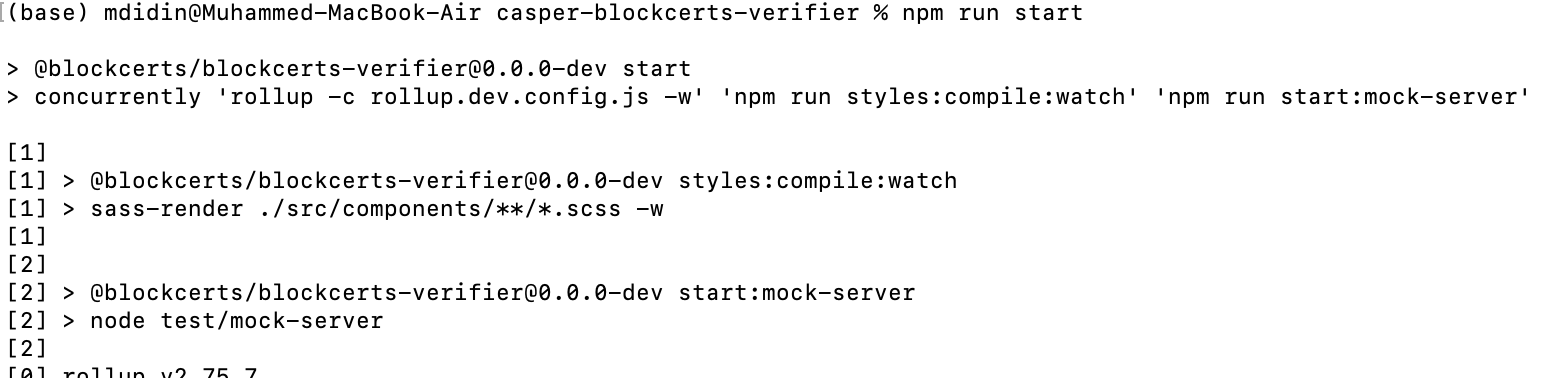 (base) mdidin@Muhammed-MacBook-Air casper-blockcerts-verifier % npm run start
> @blockcerts/blockcerts-verifier@0.0.0-dev start
> concurrently 'rollup -c rollup.dev.config.js -w' 'npm run styles:compile:watch' 'npm run start:mock-server'
[1]
[1] > @blockcerts/blockcerts-verifier@0.0.0-dev styles:compile:watch
[1] > sass-render ./src/components/**/*.scss -w
[1]
[2]
[2] > @blockcerts/blockcerts-verifier@0.0.0-dev start:mock-server
[2] > node test/mock-server
[2]
[0] rollup v2.75.7